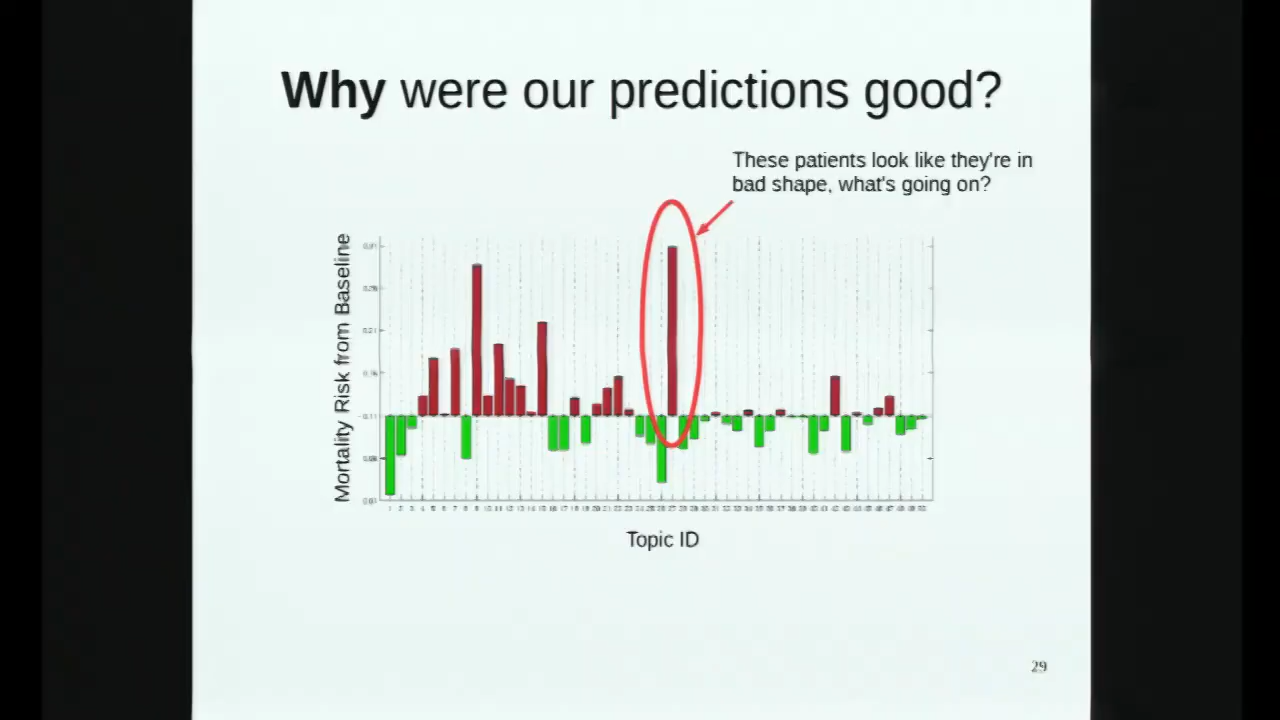 Why were our predictions good?
These patients look like they're in
bad shape, what's going on?
Mortality Risk from Baseline
Topic ID
29